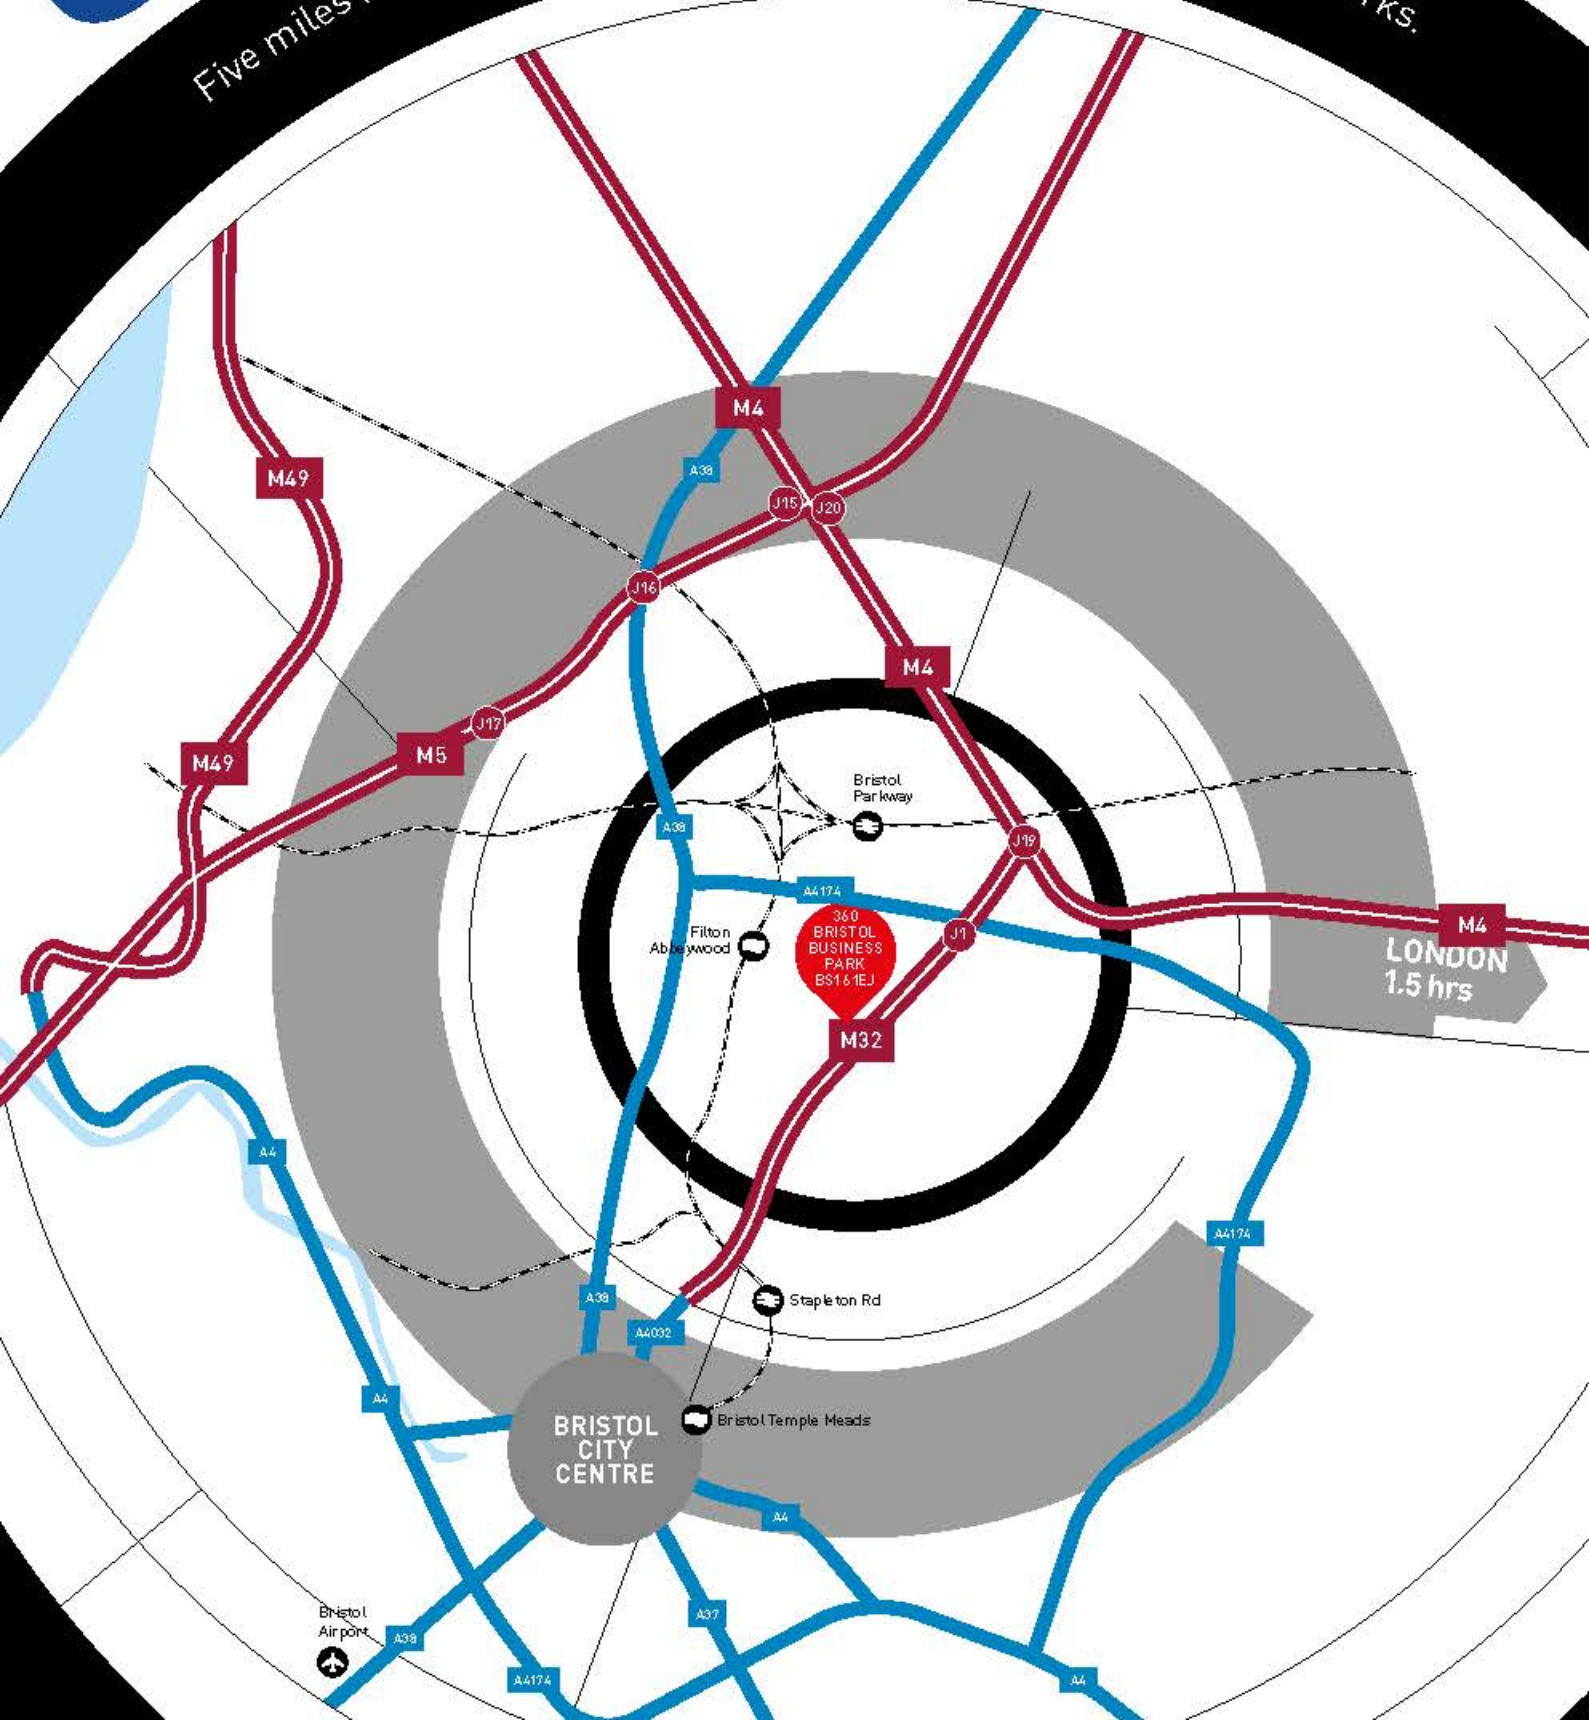 Five miles
rks.
M4
A38
M49
J15
J20
J16
M4
J17
M5
M49
Bristol
Parkway
A38
J19
A4174
360
BRISTOL
BUSINESS
PARK
BS161EJ
J1
Filton
Abbeywood
M4
LONDON
1.5 hrs
M32
A4
A4174
A38
Stapleton Rd
A4032
A4
BRISTOL
CITY
CENTRE
Bristol Temple Meads
A4
Bristol
Airport
A38
A37
A4174
A4